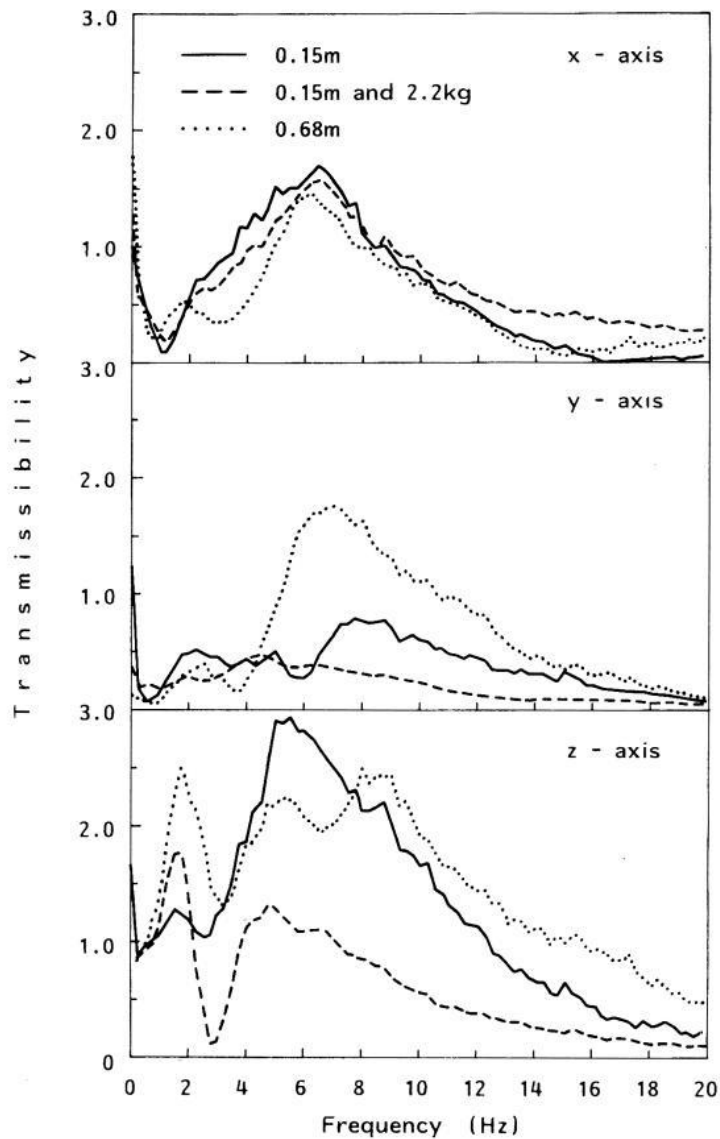 3.0
0.15m
x - axis
0.15m and 2.2kg
2.0
0.68m
1.0
3.0
y - axis
2.0
1.0
3.0
z - axis
2.0
1.0
0
0 2 4 6 8 10 12 14 16 18 20
Frequency (Hz)
Transmissibility